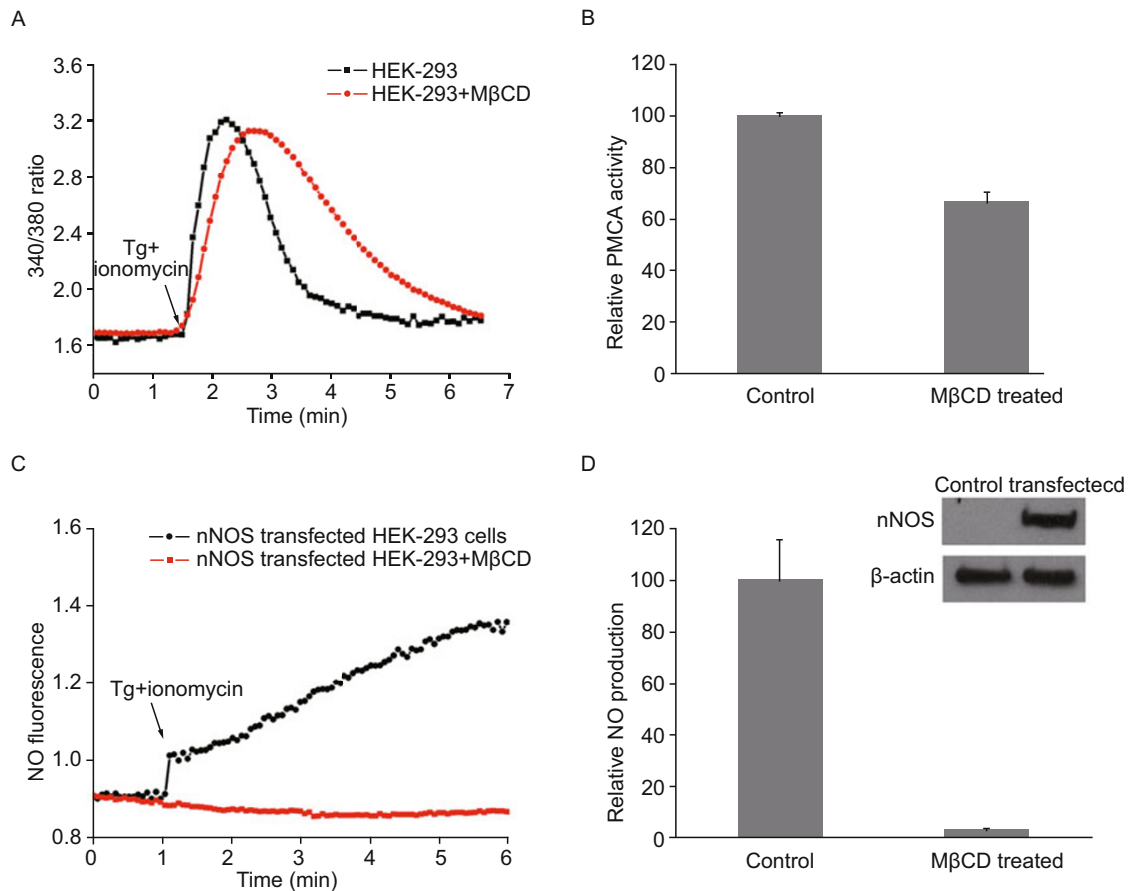 A
3.6
3.2
2.8
2.4
2.0
1.6
340/380 ratio
HEK-293
HEK-293+MβCD
Tg+
ionomycin
0 1 2 3 4 5 6 7
Time (min)
B
120
100
80
60
40
20
0
Relative PMCA activity
Control MβCD treated
C
1.6
1.4
1.2
1.0
0.8
NO fluorescence
nNOS transfected HEK-293 cells
nNOS transfected HEK-293+MβCD
Tg+ionomycin
0 1 2 3 4 5 6
Time (min)
D
Control transfectecd
nNOS
β-actin
120
100
80
60
40
20
0
Relative NO production
Control MβCD treated